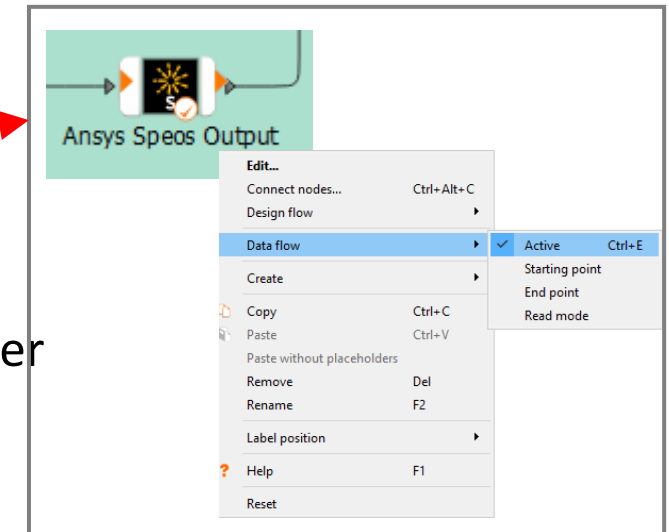 S
Ansys Speos Output
Edit...
Connect nodes... Ctrl+Alt+C
Design flow
Data flow
Active Ctrl+E
Starting point
End point
Read mode
Create
Copy Ctrl+C
Paste Ctrl+V
Paste without placeholders
Remove Del
Rename F2
Label position
? Help F1
Reset
er